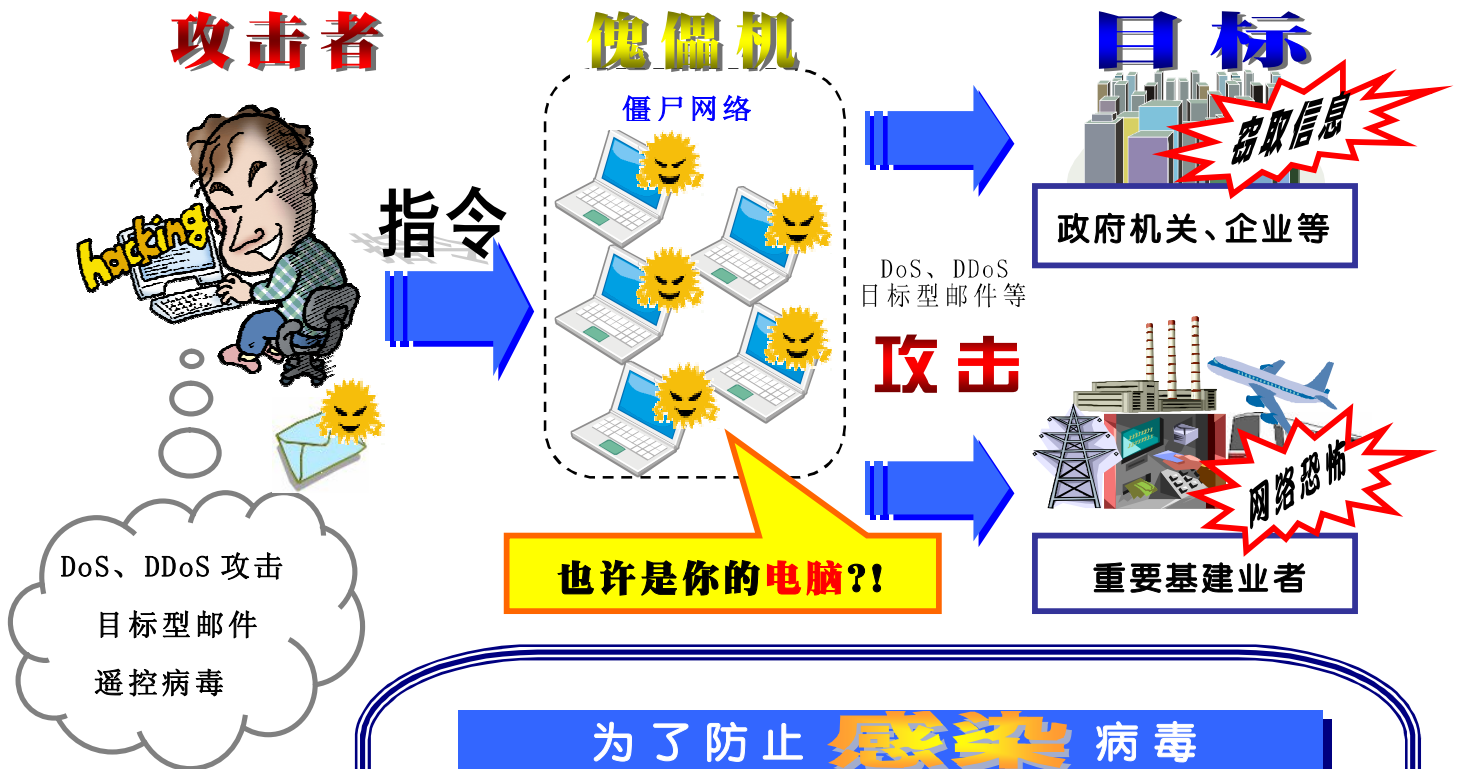 攻击者
傀儡机
目标
僵尸网络
窃取信息
hacking
指令
政府机关、企业等
DoS、DDoS
目标型邮件等
攻击
网络恐怖
DoS、DDoS 攻击
目标型邮件
遥控病毒
也许是你的电脑?!
重要基建业者
为了防止感染病毒